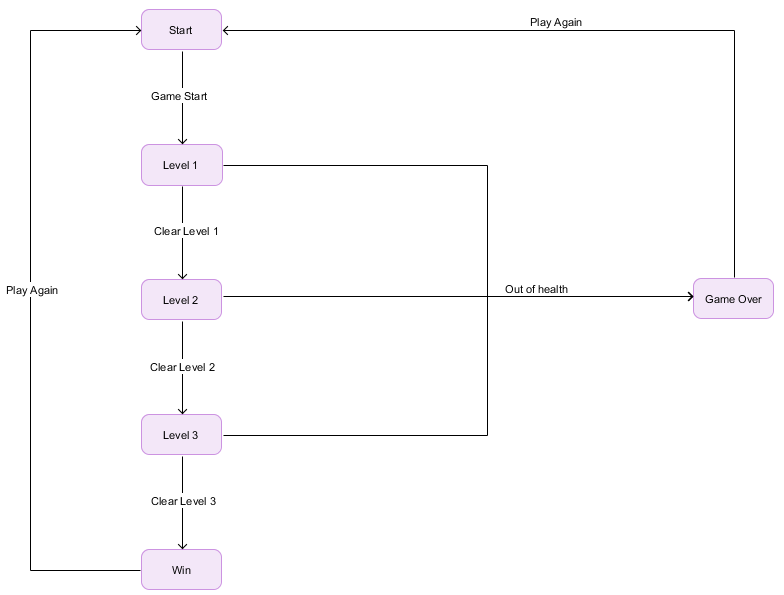 Play Again
Start
Game Start
Level 1
Clear Level 1
Play Again
Level 2
Out of health
Game Over
Clear Level 2
Level 3
Clear Level 3
Win